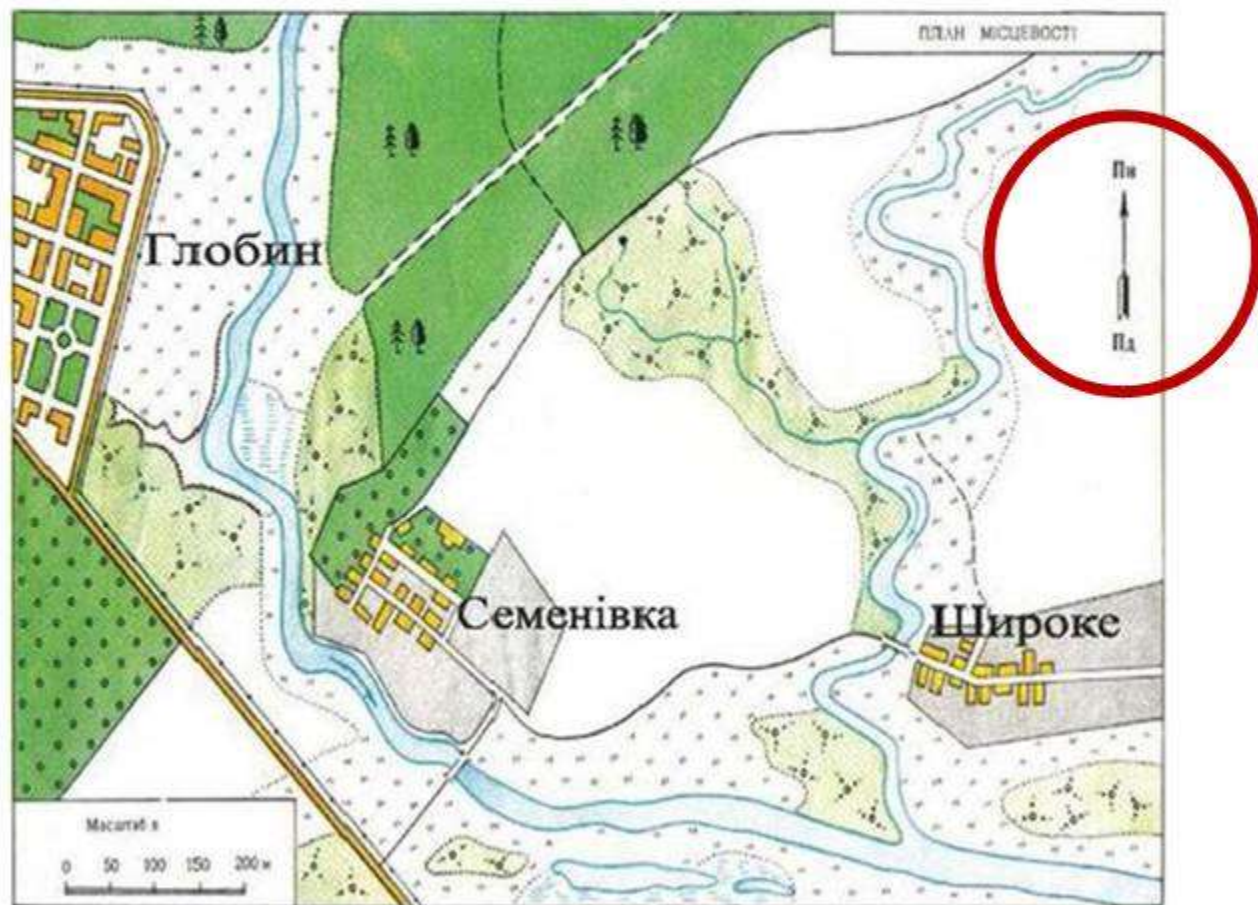 ПЛАН МІСЦЕВОСТІ
Пн
Глобин
Пд
Семенівка
Широке
Масштаб
0 50 100 150 200 м